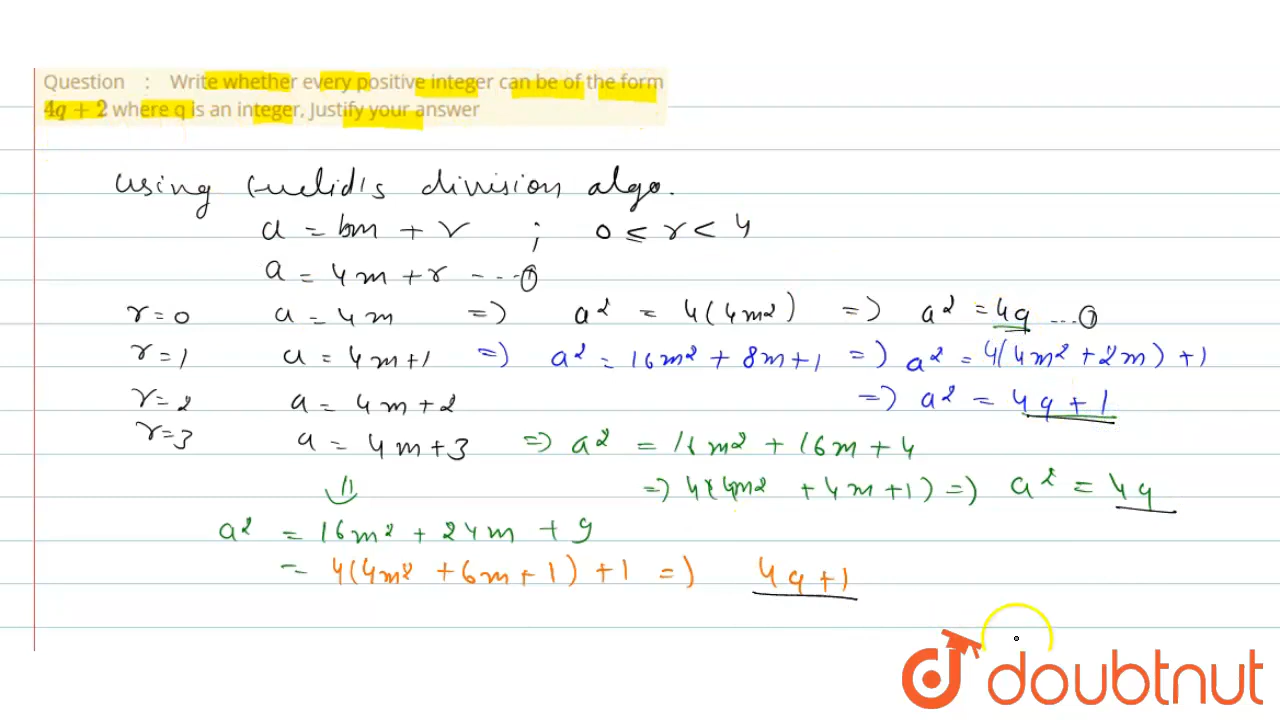 Question : Write whether every positive integer can be of the form
4q + 2 where q is an integer, Justify your answer
using Euclid's division algo.
a = bm + r ; 0 ≤ r < 4
a = 4m + r ---- ①
r = 0 a = 4m => a² = 4(4m²) => a² = 4q ... ①
r = 1 a = 4m+1 => a² = 16m² + 8m + 1 => a² = 4(4m² + 2m) + 1
r = 2 a = 4m + 2 => a² = 4q + 1
r = 3 a = 4m + 3 => a² = 16m² + 16m + 4
=> 4(4m² + 4m + 1) => a² = 4q
a² = 16m² + 24m + 9
= 4(4m² + 6m + 1) + 1 => 4q + 1
doubtnut